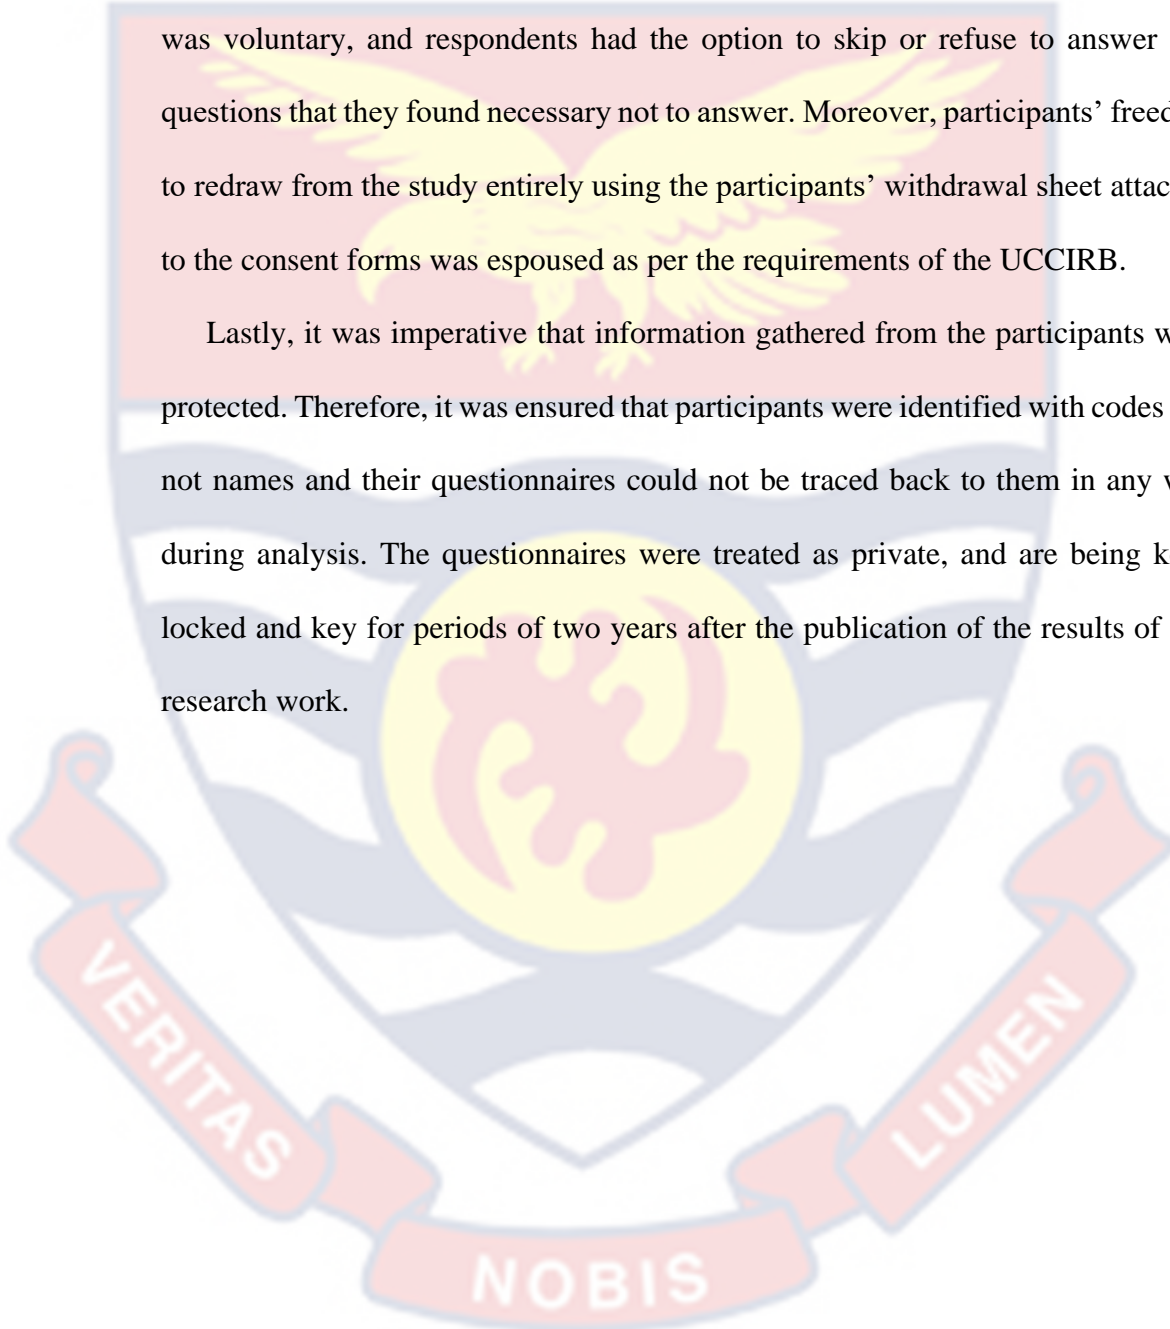 was voluntary, and respondents had the option to skip or refuse to answer
questions that they found necessary not to answer. Moreover, participants’ freed
to redraw from the study entirely using the participants’ withdrawal sheet attac
to the consent forms was espoused as per the requirements of the UCCIRB.
Lastly, it was imperative that information gathered from the participants w
protected. Therefore, it was ensured that participants were identified with codes
not names and their questionnaires could not be traced back to them in any w
during analysis. The questionnaires were treated as private, and are being k
locked and key for periods of two years after the publication of the results of
research work.
VERITAS
NOBIS
LUMEN